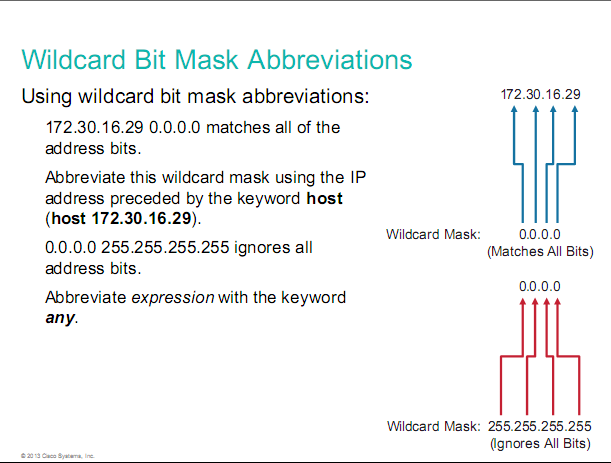 Wildcard Bit Mask Abbreviations
Using wildcard bit mask abbreviations:
172.30.16.29 0.0.0.0 matches all of the
address bits.
Abbreviate this wildcard mask using the IP
address preceded by the keyword host
(host 172.30.16.29).
0.0.0.0 255.255.255.255 ignores all
address bits.
Abbreviate expression with the keyword
any.
172.30.16.29
Wildcard Mask: 0.0.0.0
(Matches All Bits)
0.0.0.0
Wildcard Mask: 255.255.255.255
(Ignores All Bits)
© 2013 Cisco Systems, Inc.